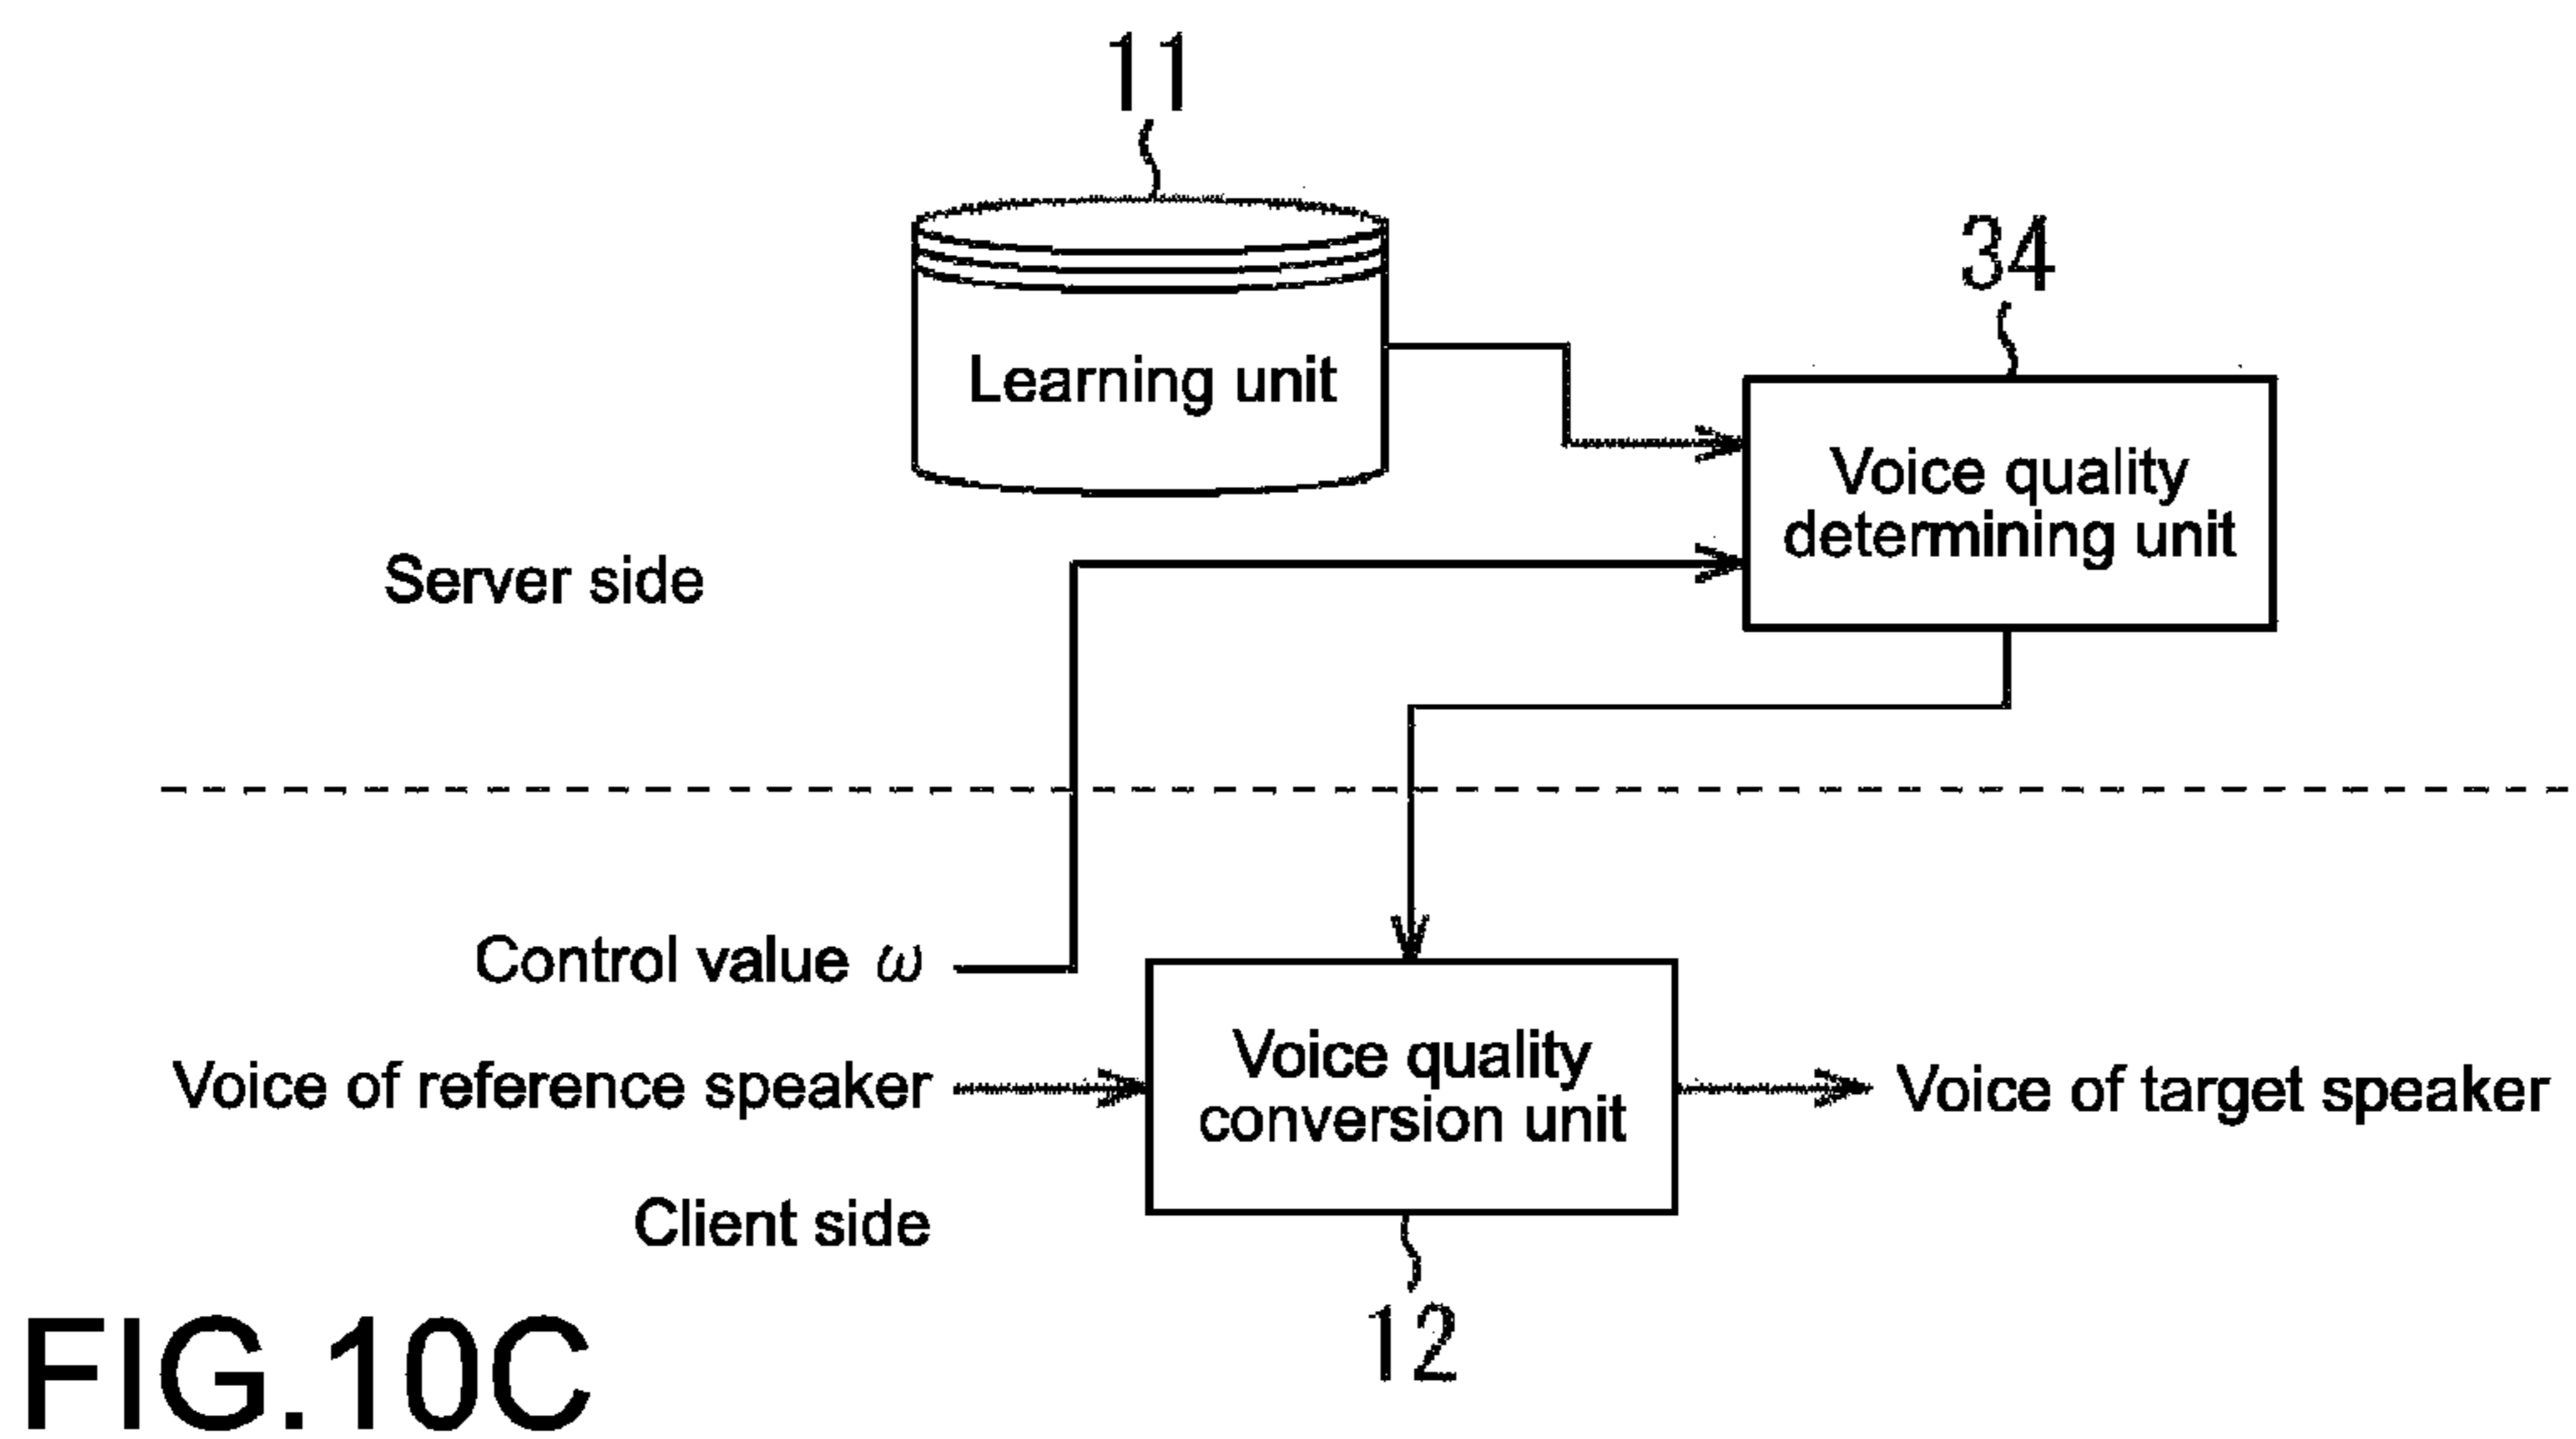 11
34
Learning unit
Voice quality
determining unit
Server side
Control value ω
Voice of reference speaker
Voice quality
conversion unit
Voice of target speaker
Client side
12
FIG.10C